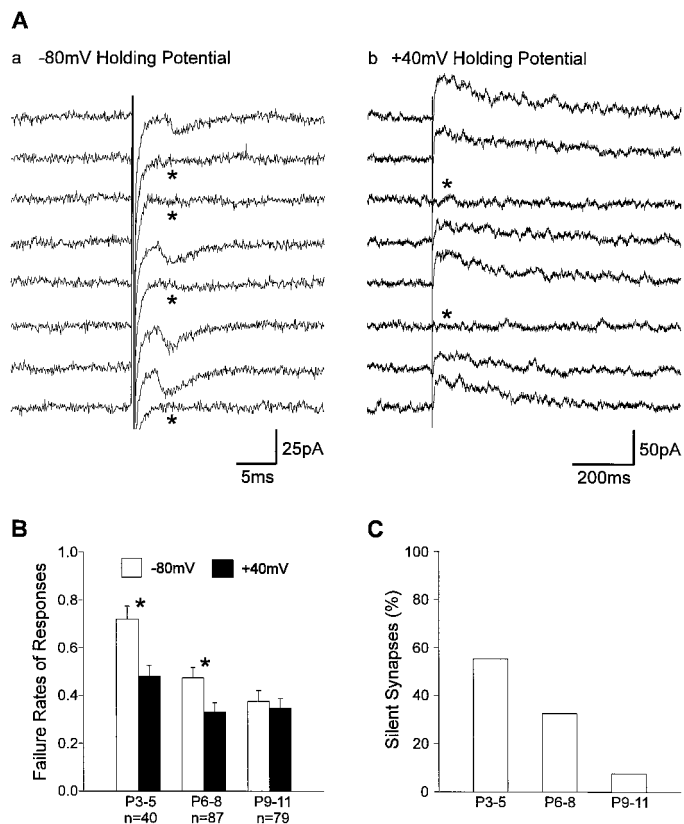 A
a -80mV Holding Potential
b +40mV Holding Potential
*
*
*
*
*
*
25pA
5ms
50pA
200ms
B
Failure Rates of Responses
1.0
0.8
0.6
0.4
0.2
0.0
-80mV
+40mV
*
*
P3-5
P6-8
P9-11
n=40
n=87
n=79
C
Silent Synapses (%)
100
80
60
40
20
0
P3-5
P6-8
P9-11